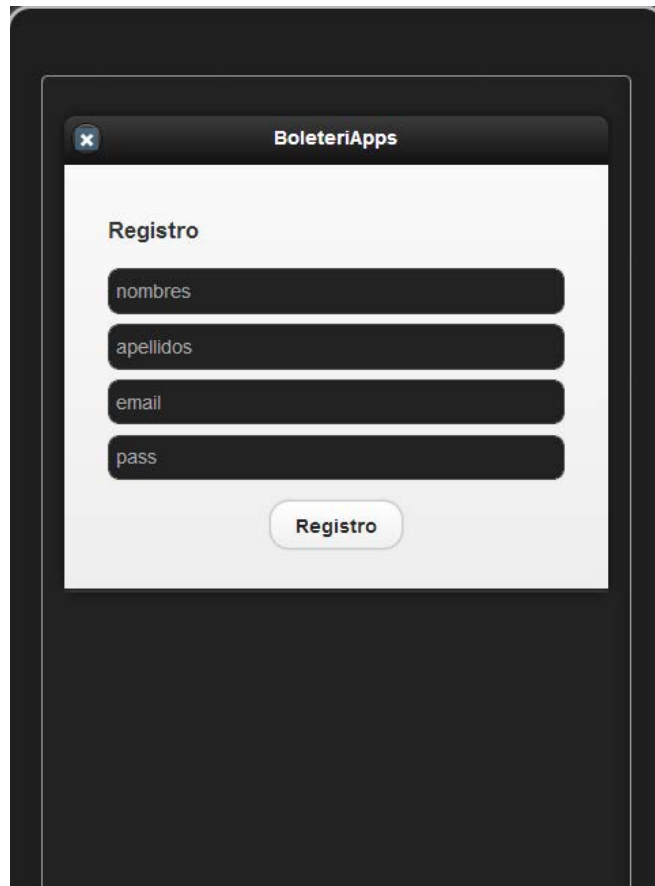 BoleteriApps
Registro
nombres
apellidos
email
pass
Registro